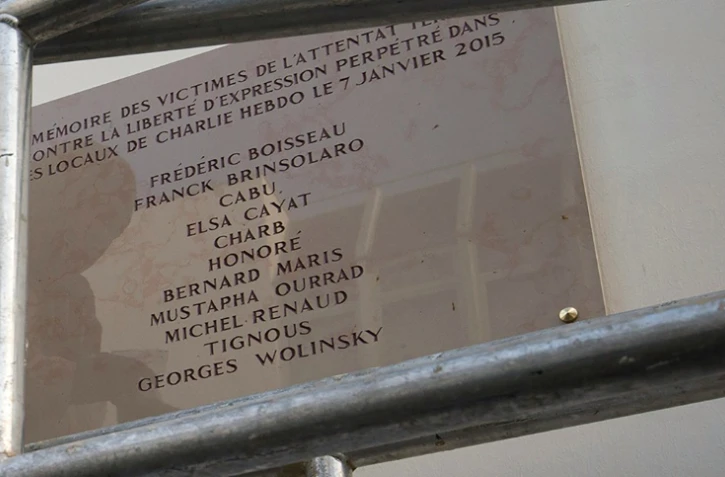 MÉMOIRE DES VICTIMES DE L'ATTENTAT
CONTRE LA LIBERTÉ D'EXPRESSION PERPÉTRÉ DANS
LOCAUX DE CHARLIE HEBDO LE 7 JANVIER 2015
FRÉDÉRIC BOISSEAU
FRANCK BRINSOLARO
CABU
ELSA CAYAT
CHARB
HONORÉ
BERNARD MARIS
MUSTAPHA OURRAD
MICHEL RENAUD
TIGNOUS
GEORGES WOLINSKY